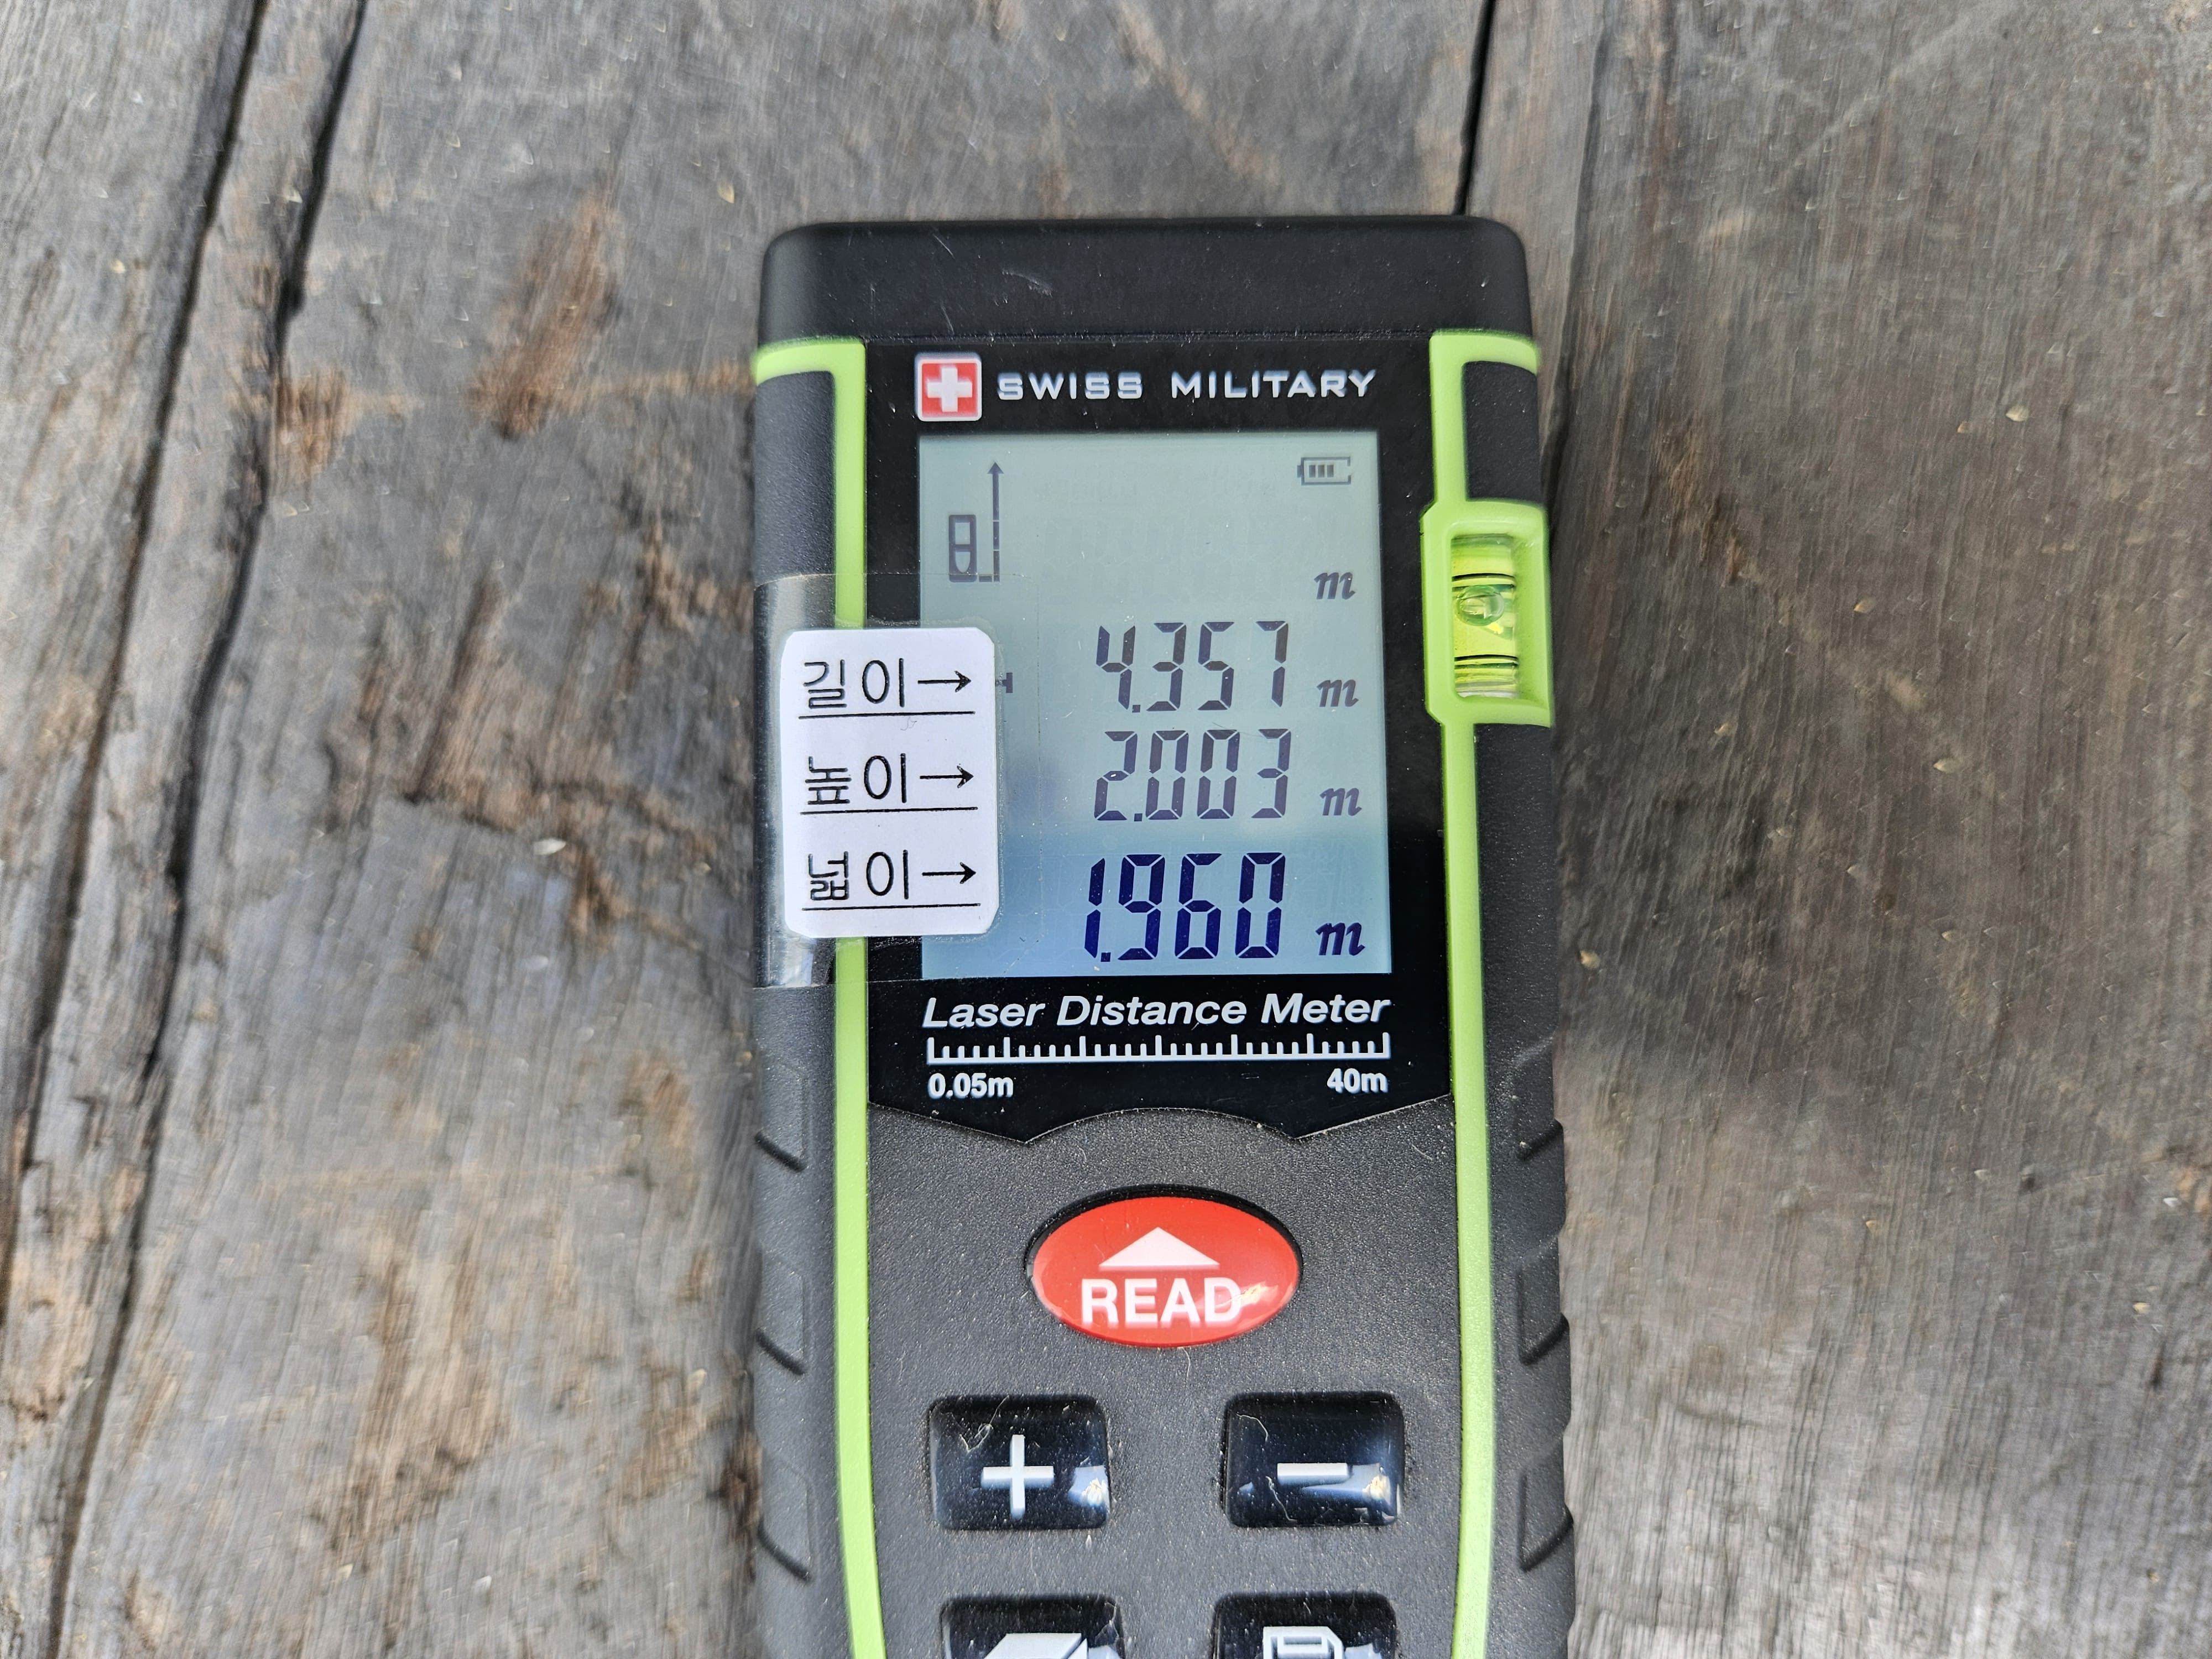 SWISS MILITARY
m
길이→ 4.357 m
높이→ 2.003 m
넓이→ 1.960 m
Laser Distance Meter
0.05m 40m
READ
+ −